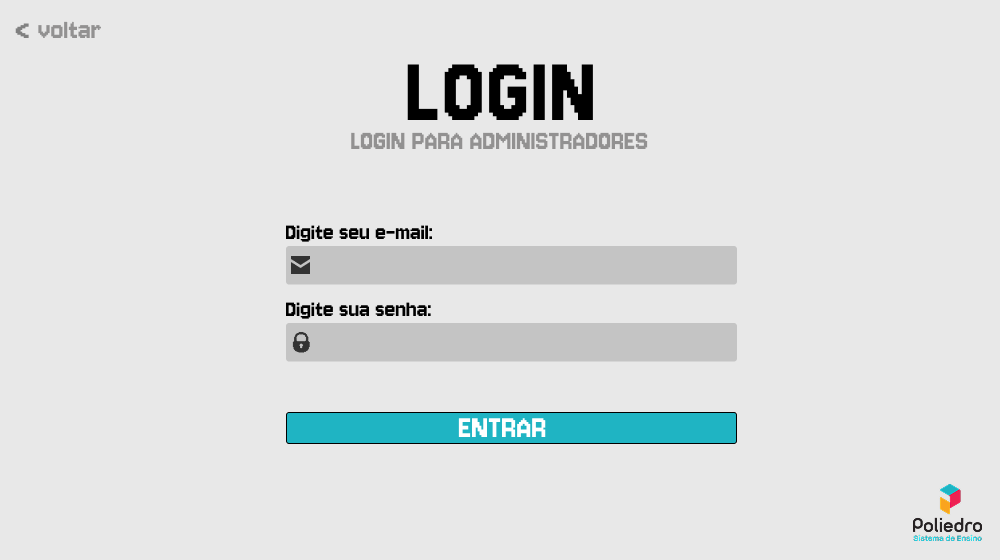 < voltar
LOGIN
LOGIN PARA ADMINISTRADORES
Digite seu e-mail:
Digite sua senha:
ENTRAR
Poliedro
Sistema de Ensino